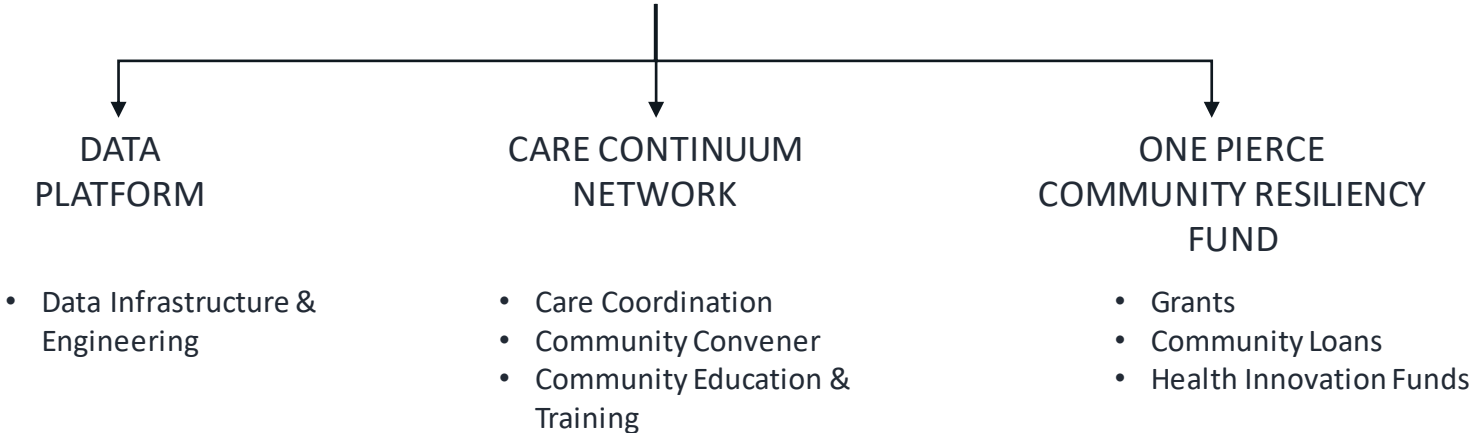 DATA
PLATFORM
• Data Infrastructure &
Engineering
CARE CONTINUUM
NETWORK
• Care Coordination
• Community Convener
• Community Education &
Training
ONE PIERCE
COMMUNITY RESILIENCY
FUND
• Grants
• Community Loans
• Health Innovation Funds